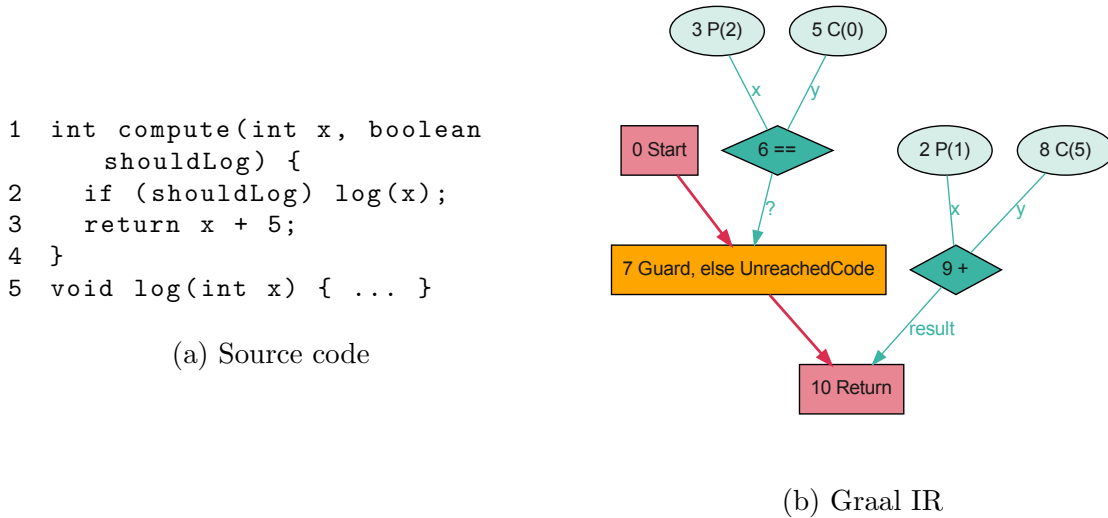 1 int compute(int x, boolean
shouldLog) {
2 if (shouldLog) log(x);
3 return x + 5;
4 }
5 void log(int x) { ... }
(a) Source code
3 P(2)
5 C(0)
x
y
0 Start
6 ==
2 P(1)
8 C(5)
?
x
y
7 Guard, else UnreachedCode
9 +
result
10 Return
(b) Graal IR